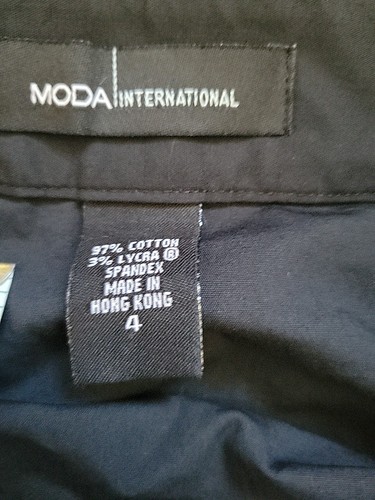 MODA INTERNATIONAL
97% COTTON
3% LYCRA ®
SPANDEX
MADE IN
HONG KONG
4